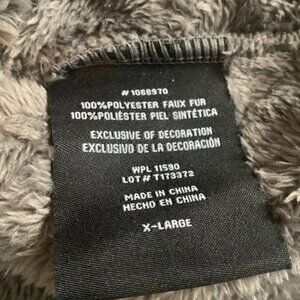 # 1068970
100%POLYESTER FAUX FUR
100%POLIÉSTER PIEL SINTÉTICA
EXCLUSIVE OF DECORATION
EXCLUSIVO DE LA DECORACIÓN
WPL 11590
LOT# T173372
MADE IN CHINA
HECHO EN CHINA
X-LARGE